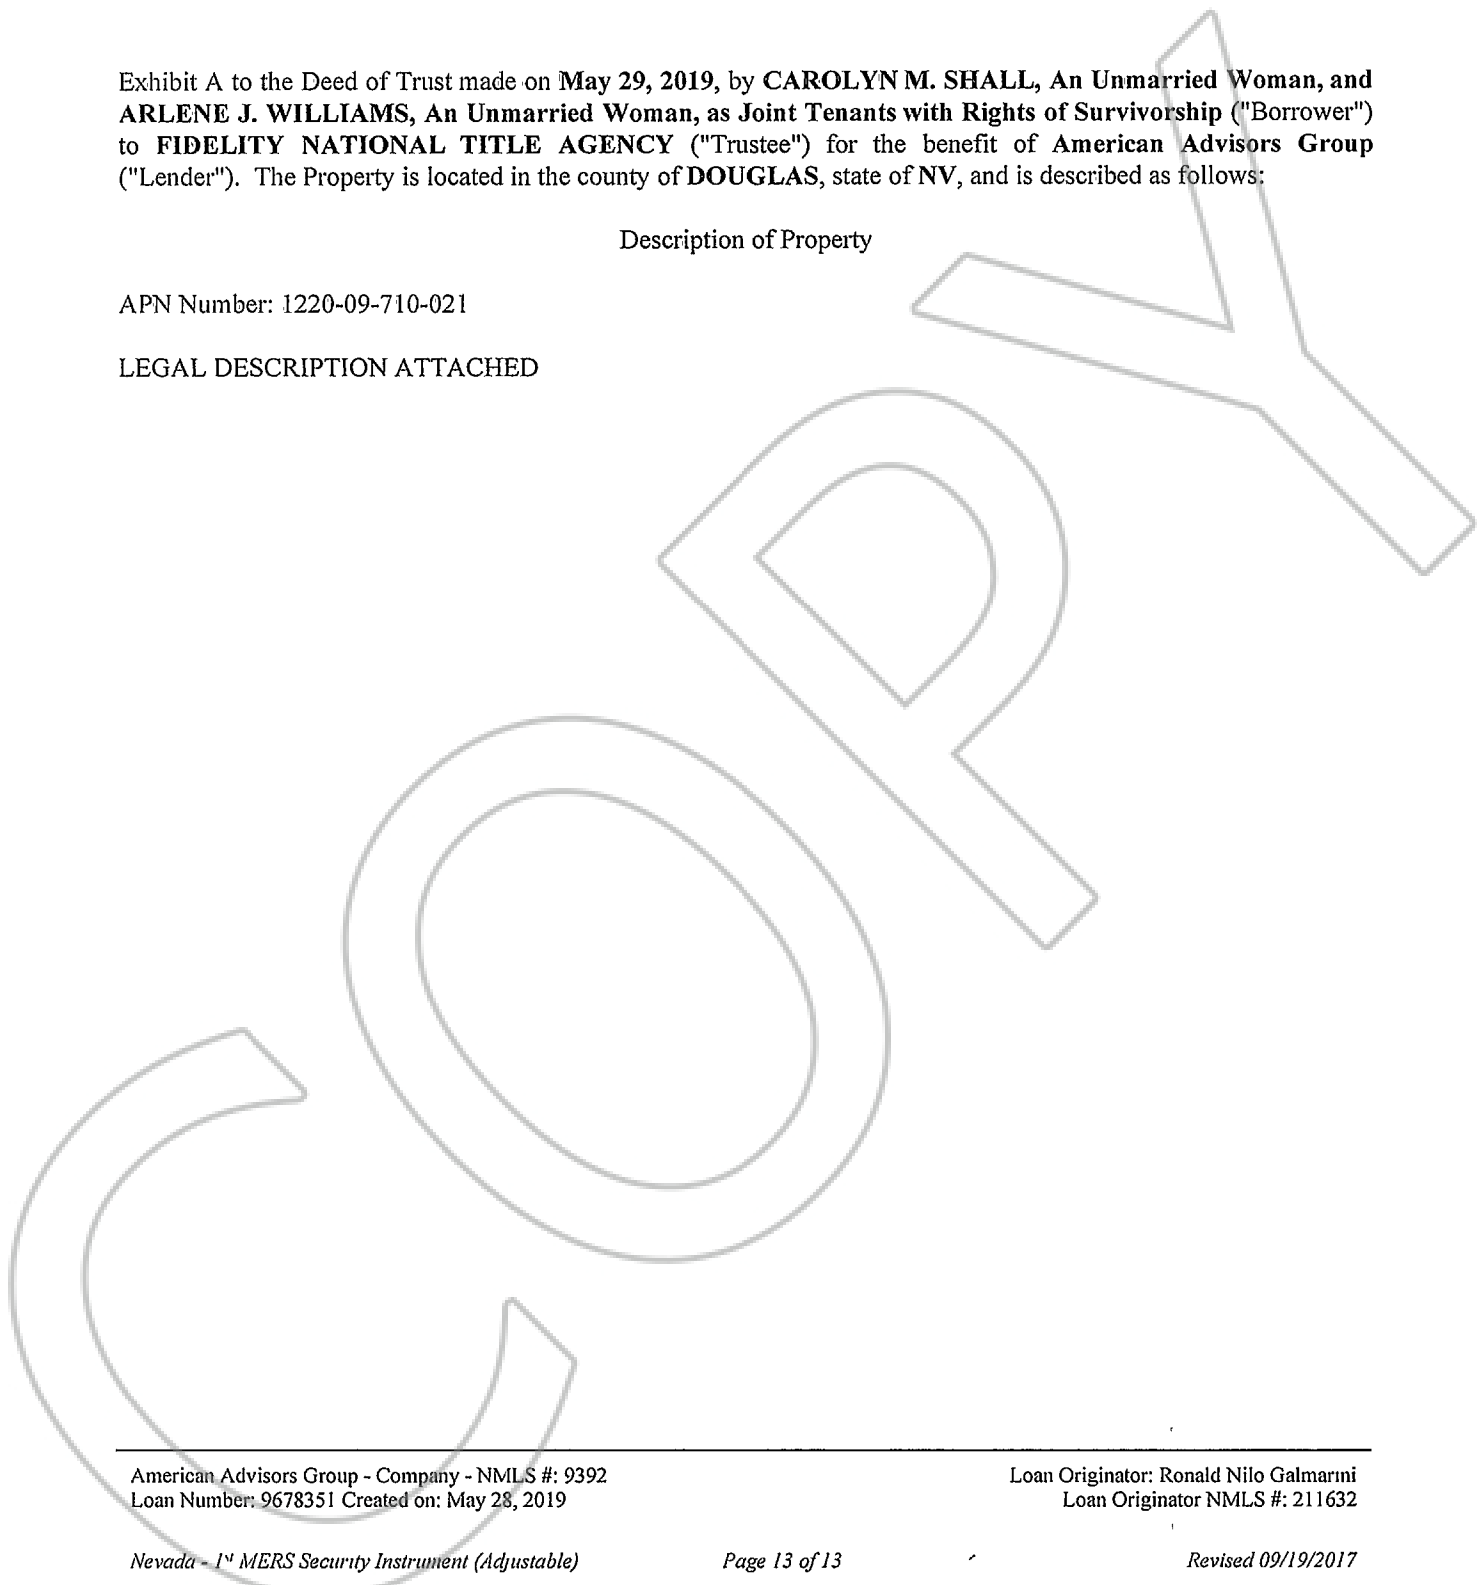 Exhibit A to the Deed of Trust made on May 29, 2019, by CAROLYN M. SHALL, An Unmarried Woman, and
ARLENE J. WILLIAMS, An Unmarried Woman, as Joint Tenants with Rights of Survivorship ("Borrower")
to FIDELITY NATIONAL TITLE AGENCY ("Trustee") for the benefit of American Advisors Group
("Lender"). The Property is located in the county of DOUGLAS, state of NV, and is described as follows:
Description of Property
APN Number: 1220-09-710-021
LEGAL DESCRIPTION ATTACHED
COPY
American Advisors Group - Company - NMLS #: 9392
Loan Number: 9678351 Created on: May 28, 2019
Loan Originator: Ronald Nilo Galmarini
Loan Originator NMLS #: 211632
Nevada - 1st MERS Security Instrument (Adjustable)
Page 13 of 13
Revised 09/19/2017